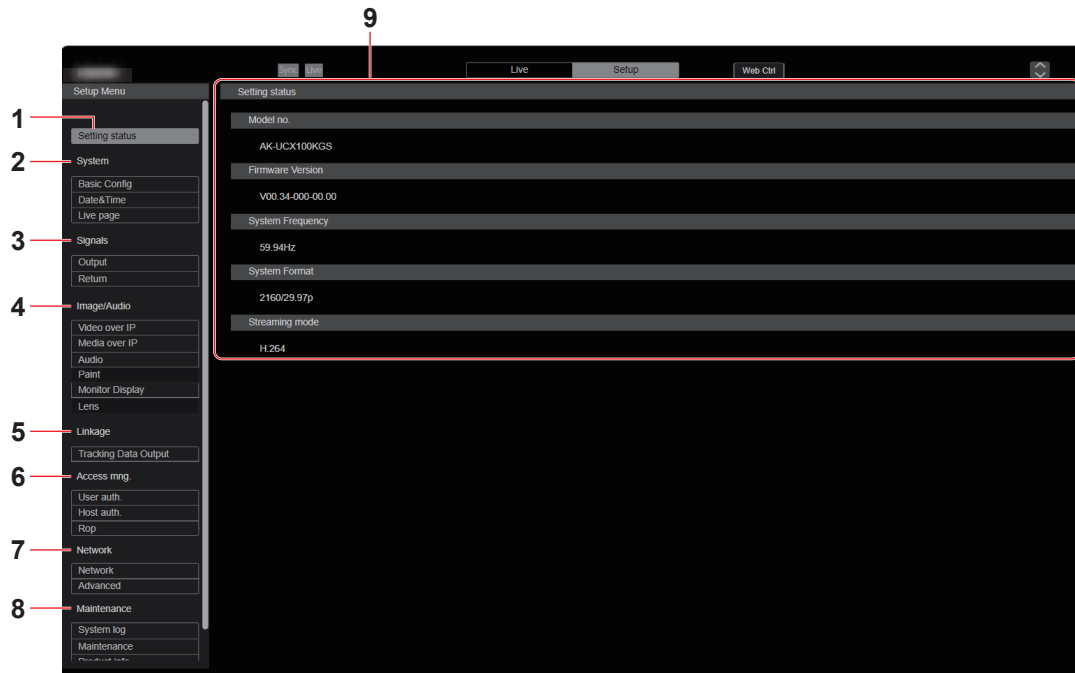 9
Sync Live Live Setup Web Ctrl
Setup Menu
Setting status
1
Setting status
2
System
Basic Config
Date&Time
Live page
3
Signals
Output
Return
4
Image/Audio
Video over IP
Media over IP
Audio
Paint
Monitor Display
Lens
5
Linkage
Tracking Data Output
6
Access mng.
User auth.
Host auth.
Rop
7
Network
Network
Advanced
8
Maintenance
System log
Maintenance
Product info
Model no.
AK-UCX100KGS
Firmware Version
V00.34-000-00.00
System Frequency
59.94Hz
System Format
2160/29.97p
Streaming mode
H.264